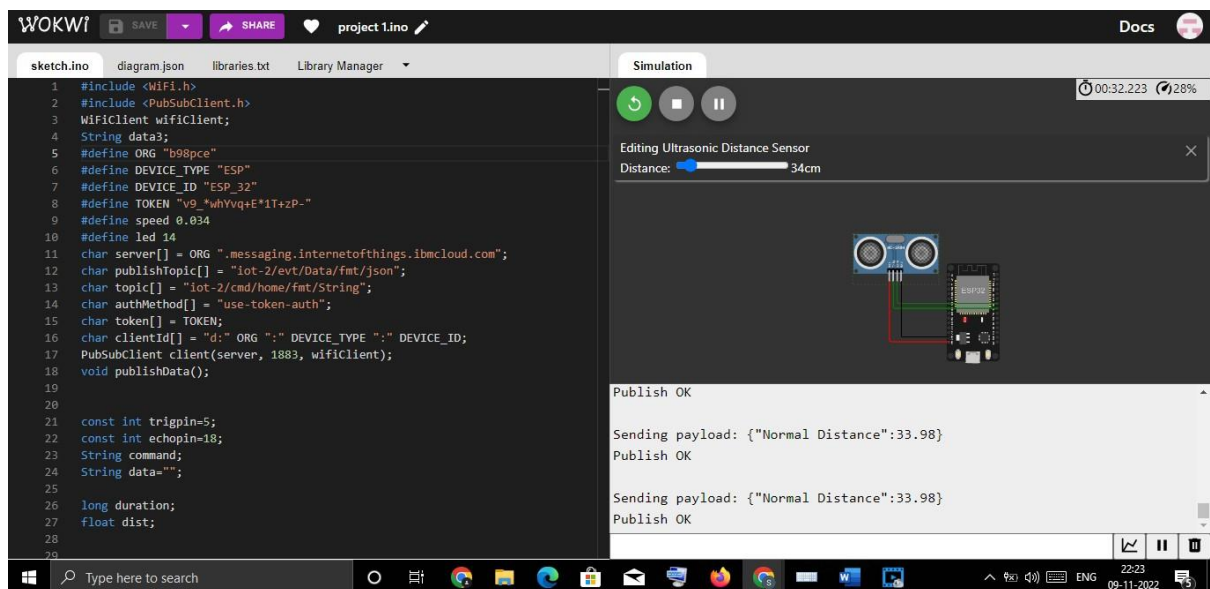 WOKWI SAVE SHARE project 1.ino Docs
sketch.ino diagram.json libraries.txt Library Manager
1 #include <WiFi.h>
2 #include <PubSubClient.h>
3 WiFiClient wifiClient;
4 String data3;
5 #define ORG "b98pce"
6 #define DEVICE_TYPE "ESP"
7 #define DEVICE_ID "ESP_32"
8 #define TOKEN "v9_*whYvq+E*1T+zP-"
9 #define speed 0.034
10 #define led 14
11 char server[] = ORG ".messaging.internetofthings.ibmcloud.com";
12 char publishTopic[] = "iot-2/evt/Data/fmt/json";
13 char topic[] = "iot-2/cmd/home/fmt/String";
14 char authMethod[] = "use-token-auth";
15 char token[] = TOKEN;
16 char clientId[] = "d:" ORG ":" DEVICE_TYPE ":" DEVICE_ID;
17 PubSubClient client(server, 1883, wifiClient);
18 void publishData();
19
20
21 const int trigpin=5;
22 const int echopin=18;
23 String command;
24 String data="";
25
26 long duration;
27 float dist;
28
29
Simulation
00:32.223 28%
Editing Ultrasonic Distance Sensor
Distance: 34cm
ESP32
Publish OK
Sending payload: {"Normal Distance":33.98}
Publish OK
Sending payload: {"Normal Distance":33.98}
Publish OK
Type here to search
ENG
22:23
09-11-2022